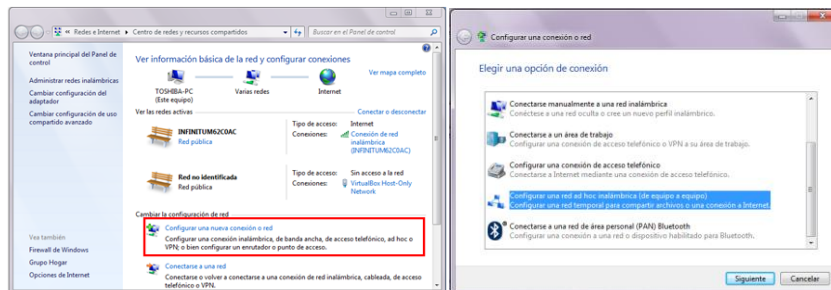 « Redes e Internet ▸ Centro de redes y recursos compartidos
Buscar en el Panel de control
Ventana principal del Panel de
control
Administrar redes inalámbricas
Cambiar configuración del
adaptador
Cambiar configuración de uso
compartido avanzado
Vea también
Firewall de Windows
Grupo Hogar
Opciones de Internet
Ver información básica de la red y configurar conexiones
Ver mapa completo
TOSHIBA-PC
(Este equipo)
Varias redes
Internet
Ver las redes activas
Conectar o desconectar
INFINITUM62C0AC
Red pública
Tipo de acceso: Internet
Conexiones: Conexión de red
inalámbrica
(INFINITUM62C0AC)
Red no identificada
Red pública
Tipo de acceso: Sin acceso a la red
Conexiones: VirtualBox Host-Only
Network
Cambiar la configuración de red
Configurar una nueva conexión o red
Configurar una conexión inalámbrica, de banda ancha, de acceso telefónico, ad hoc o
VPN; o bien configurar un enrutador o punto de acceso.
Conectarse a una red
Conectarse o volver a conectarse a una conexión de red inalámbrica, cableada, de acceso
telefónico o VPN.
Configurar una conexión o red
Elegir una opción de conexión
Conectarse manualmente a una red inalámbrica
Conéctese a una red oculta o cree un nuevo perfil inalámbrico.
Conectarse a un área de trabajo
Configurar una conexión de acceso telefónico o VPN a su área de trabajo.
Configurar una conexión de acceso telefónico
Conectarse a Internet mediante una conexión de acceso telefónico.
Configurar una red ad hoc inalámbrica (de equipo a equipo)
Configurar una red temporal para compartir archivos o una conexión a Internet.
Conectarse a una red de área personal (PAN) Bluetooth
Configurar una conexión a una red o dispositivo habilitado para Bluetooth.
Siguiente
Cancelar